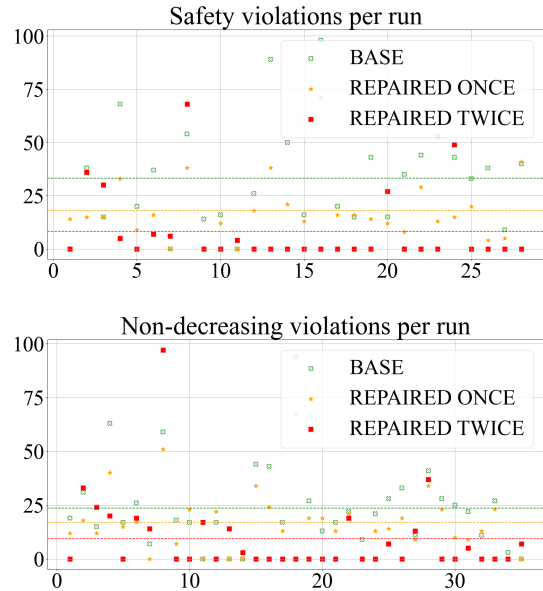 Safety violations per run
100
75
50
25
0
BASE
REPAIRED ONCE
REPAIRED TWICE
0 5 10 15 20 25
Non-decreasing violations per run
100
75
50
25
0
BASE
REPAIRED ONCE
REPAIRED TWICE
0 10 20 30